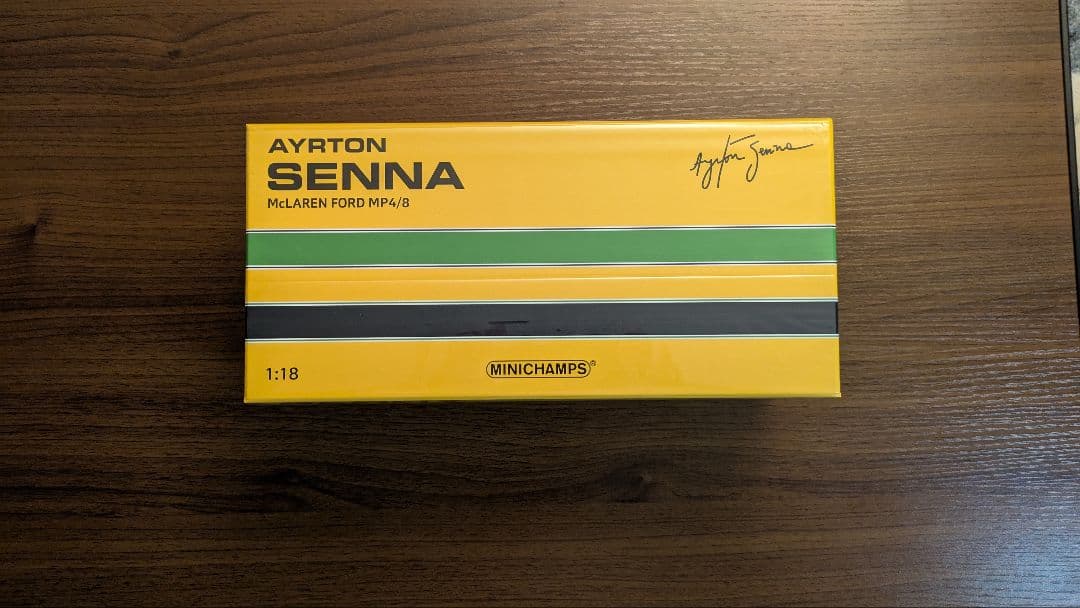 AYRTON
SENNA
McLAREN FORD MP4/8
Ayrton Senna
1:18
MINICHAMPS®